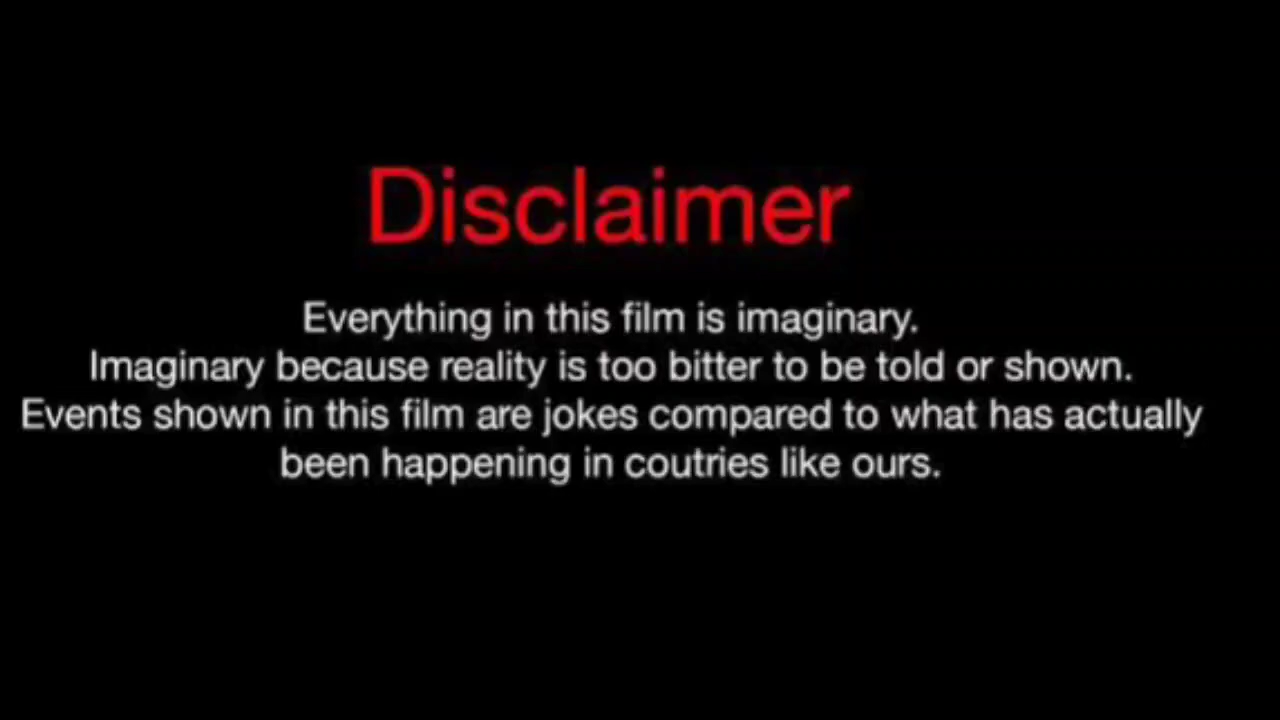 Disclaimer
Everything in this film is imaginary.
Imaginary because reality is too bitter to be told or shown.
Events shown in this film are jokes compared to what has actually
been happening in coutries like ours.